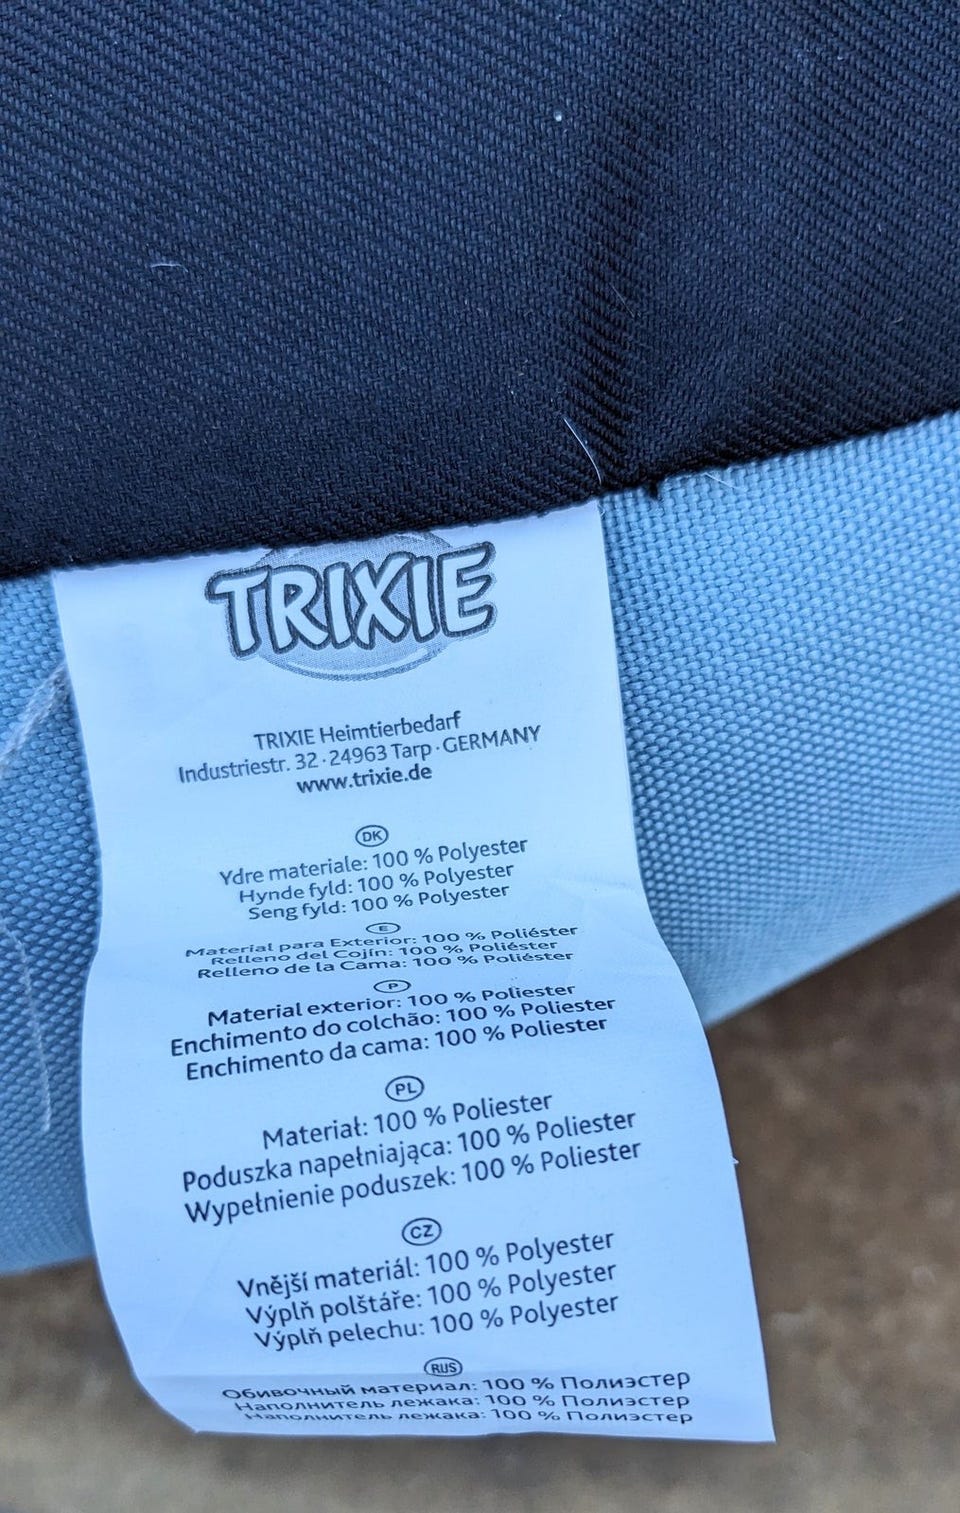 TRIXIE
TRIXIE Heimtierbedarf
Industriestr. 32 · 24963 Tarp · GERMANY
www.trixie.de
DK
Ydre materiale: 100 % Polyester
Hynde fyld: 100 % Polyester
Seng fyld: 100 % Polyester
E
Material para Exterior: 100 % Poliéster
Relleno del Cojín: 100 % Poliéster
Relleno de la Cama: 100 % Poliéster
P
Material exterior: 100 % Poliester
Enchimento do colchão: 100 % Poliester
Enchimento da cama: 100 % Poliester
PL
Materiał: 100 % Poliester
Poduszka napełniająca: 100 % Poliester
Wypełnienie poduszek: 100 % Poliester
CZ
Vnější materiál: 100 % Polyester
Výplň polštáře: 100 % Polyester
Výplň pelechu: 100 % Polyester
RUS
Обивочный материал: 100 % Полиэстер
Наполнитель лежака: 100 % Полиэстер
Наполнитель лежака: 100 % Полиэстер